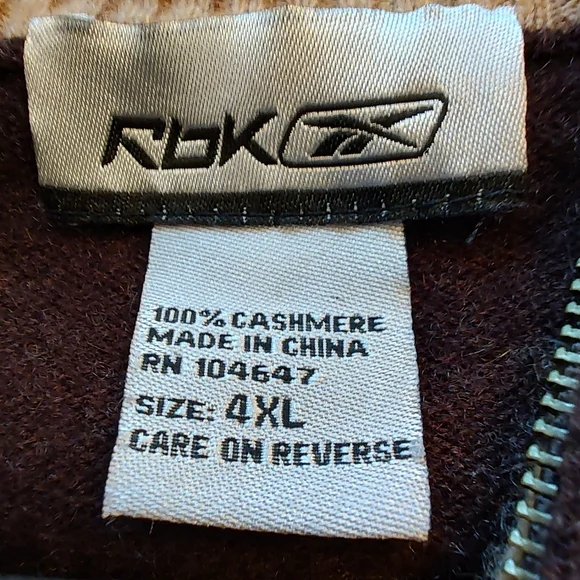 RbK
100% CASHMERE
MADE IN CHINA
RN 104647
SIZE: 4XL
CARE ON REVERSE